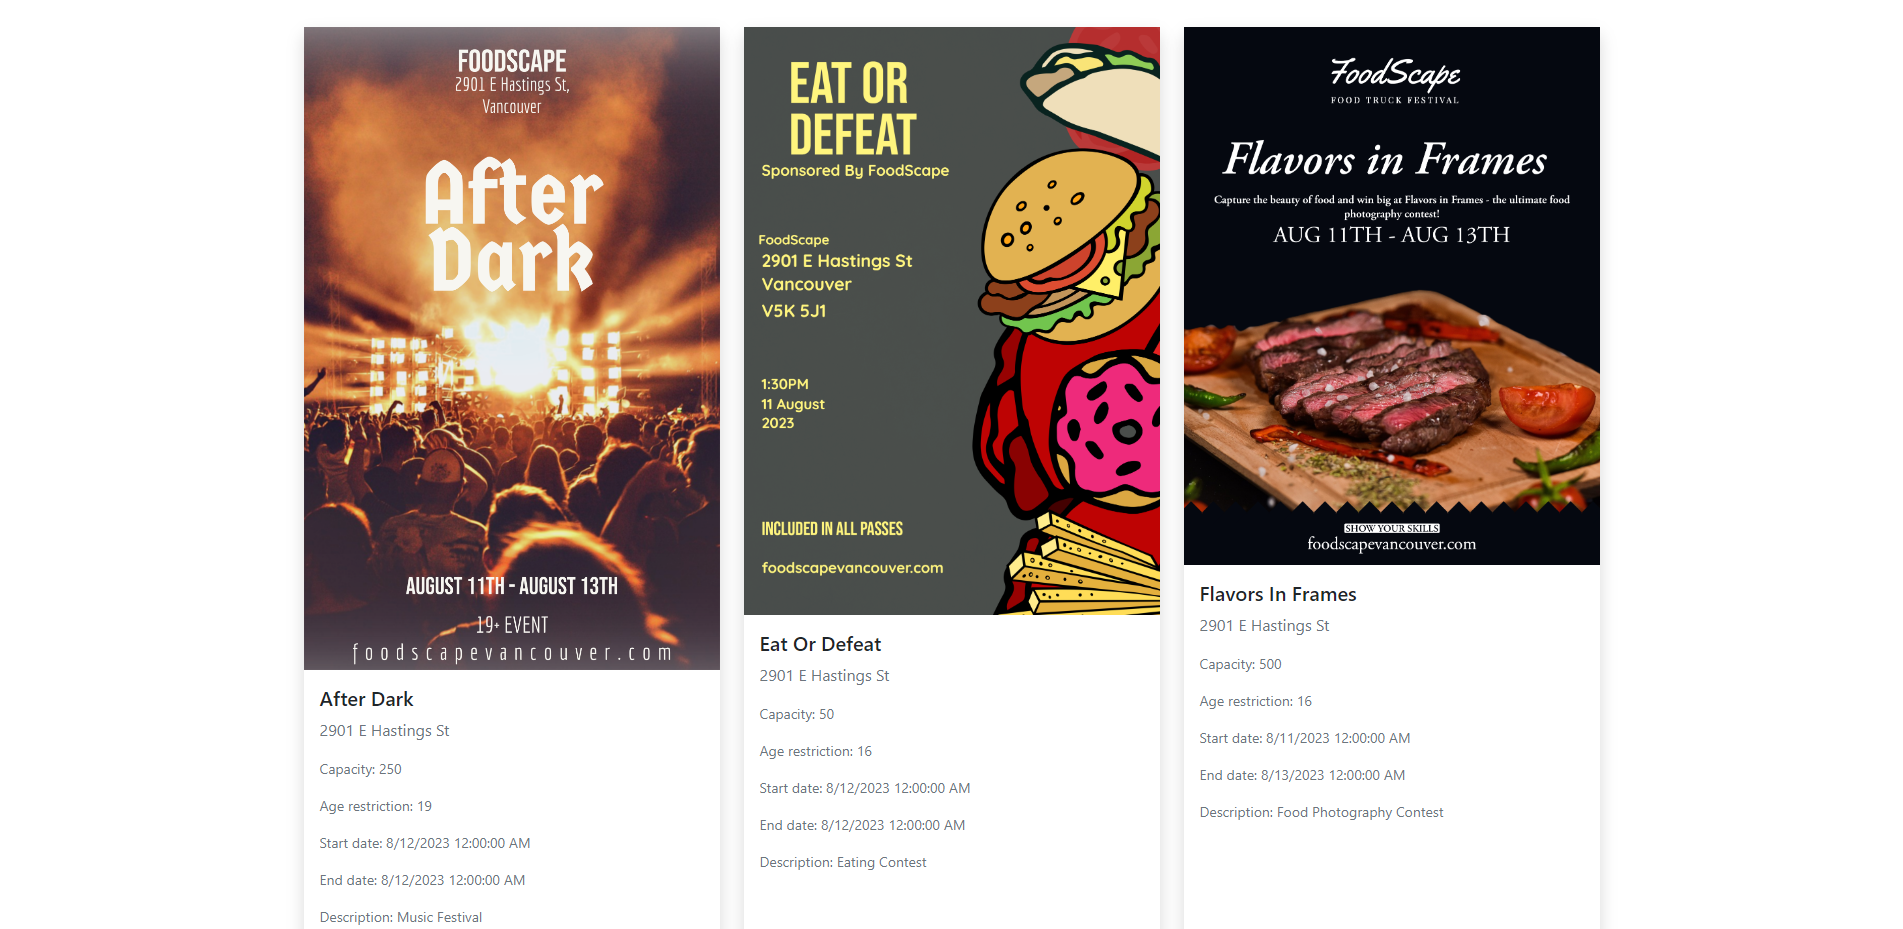 FOODSCAPE
2901 E Hastings St,
Vancouver
After
Dark
AUGUST 11TH - AUGUST 13TH
19+ EVENT
foodscapevancouver.com
After Dark
2901 E Hastings St
Capacity: 250
Age restriction: 19
Start date: 8/12/2023 12:00:00 AM
End date: 8/12/2023 12:00:00 AM
Description: Music Festival
EAT OR
DEFEAT
Sponsored By FoodScape
FoodScape
2901 E Hastings St
Vancouver
V5K 5J1
1:30PM
11 August
2023
INCLUDED IN ALL PASSES
foodscapevancouver.com
Eat Or Defeat
2901 E Hastings St
Capacity: 50
Age restriction: 16
Start date: 8/12/2023 12:00:00 AM
End date: 8/12/2023 12:00:00 AM
Description: Eating Contest
FoodScape
FOOD TRUCK FESTIVAL
Flavors in Frames
Capture the beauty of food and win big at Flavors in Frames - the ultimate food
photography contest!
AUG 11TH - AUG 13TH
SHOW YOUR SKILLS
foodscapevancouver.com
Flavors In Frames
2901 E Hastings St
Capacity: 500
Age restriction: 16
Start date: 8/11/2023 12:00:00 AM
End date: 8/13/2023 12:00:00 AM
Description: Food Photography Contest